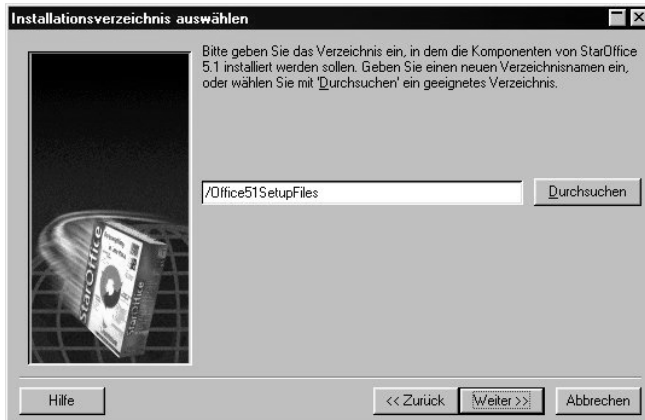 Installationsverzeichnis auswählen
Bitte geben Sie das Verzeichnis ein, in dem die Komponenten von StarOffice
5.1 installiert werden sollen. Geben Sie einen neuen Verzeichnisnamen ein,
oder wählen Sie mit 'Durchsuchen' ein geeignetes Verzeichnis.
/Office51SetupFiles
Durchsuchen
StarOffice
StarOffice
Hilfe
<< Zurück
Weiter >>
Abbrechen